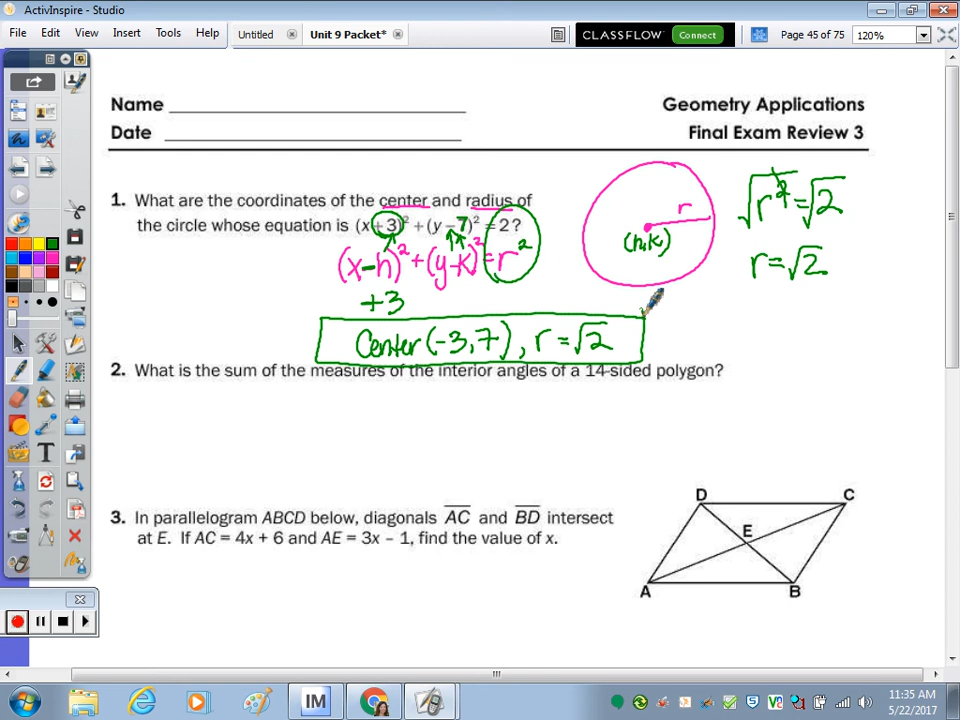 ActivInspire - Studio
File Edit View Insert Tools Help
Untitled
Unit 9 Packet*
CLASSFLOW Connect
Page 45 of 75
120%
Name
Date
Geometry Applications
Final Exam Review 3
1. What are the coordinates of the center and radius of
the circle whose equation is (x + 3)² + (y – 7)² = 2?
(x-h)² + (y-k)² = r²
+3
Center (-3, 7), r = √2
r
(h,k)
√r² = √2
r = √2
2. What is the sum of the measures of the interior angles of a 14-sided polygon?
3. In parallelogram ABCD below, diagonals AC and BD intersect
at E. If AC = 4x + 6 and AE = 3x – 1, find the value of x.
D
C
E
A
B
IM
11:35 AM
5/22/2017